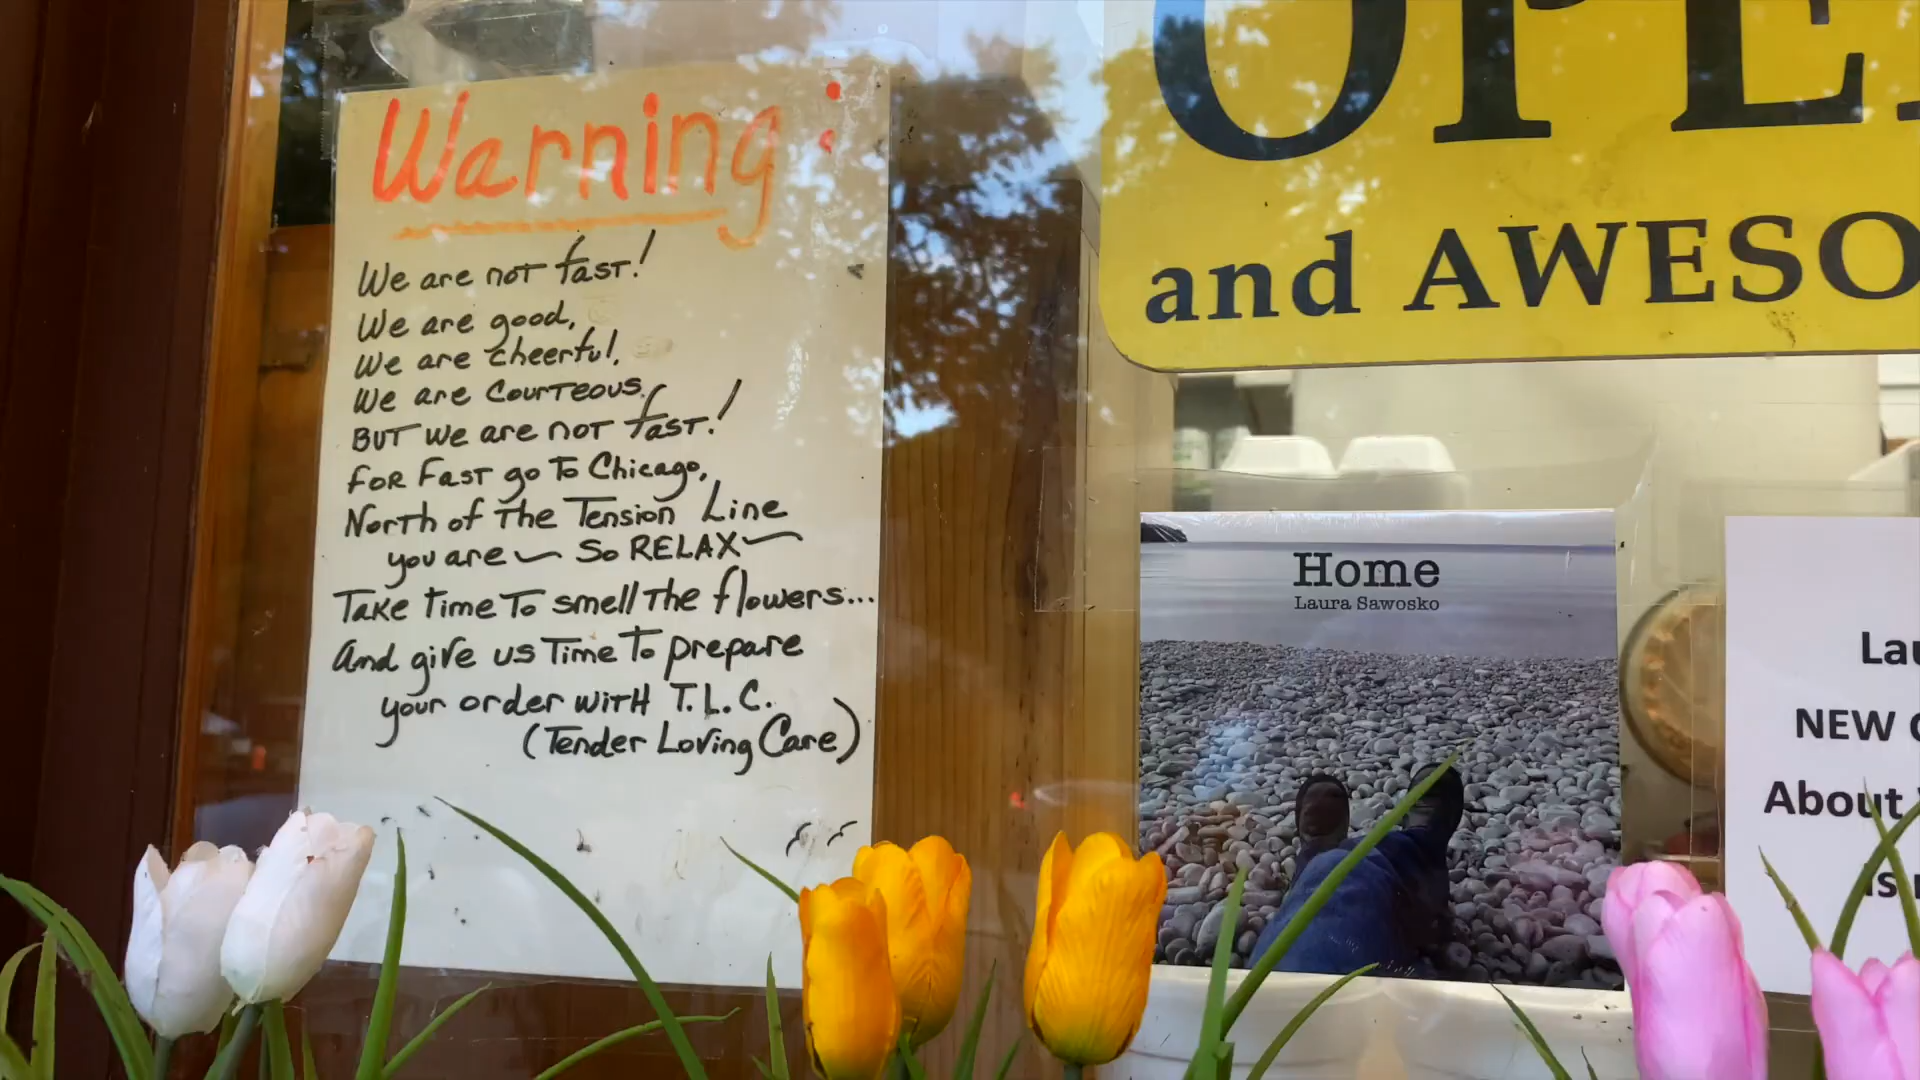 Warning:
We are not fast!
We are good,
We are cheerful,
We are courteous.
But we are not fast!
For Fast go To Chicago,
North of The Tension Line
you are ~ So RELAX ~
Take time To smell the flowers...
And give us Time To prepare
your order with T.L.C.
(Tender Loving Care)
OPE
and AWESO
Home
Laura Sawosko
Lau
NEW
About
is